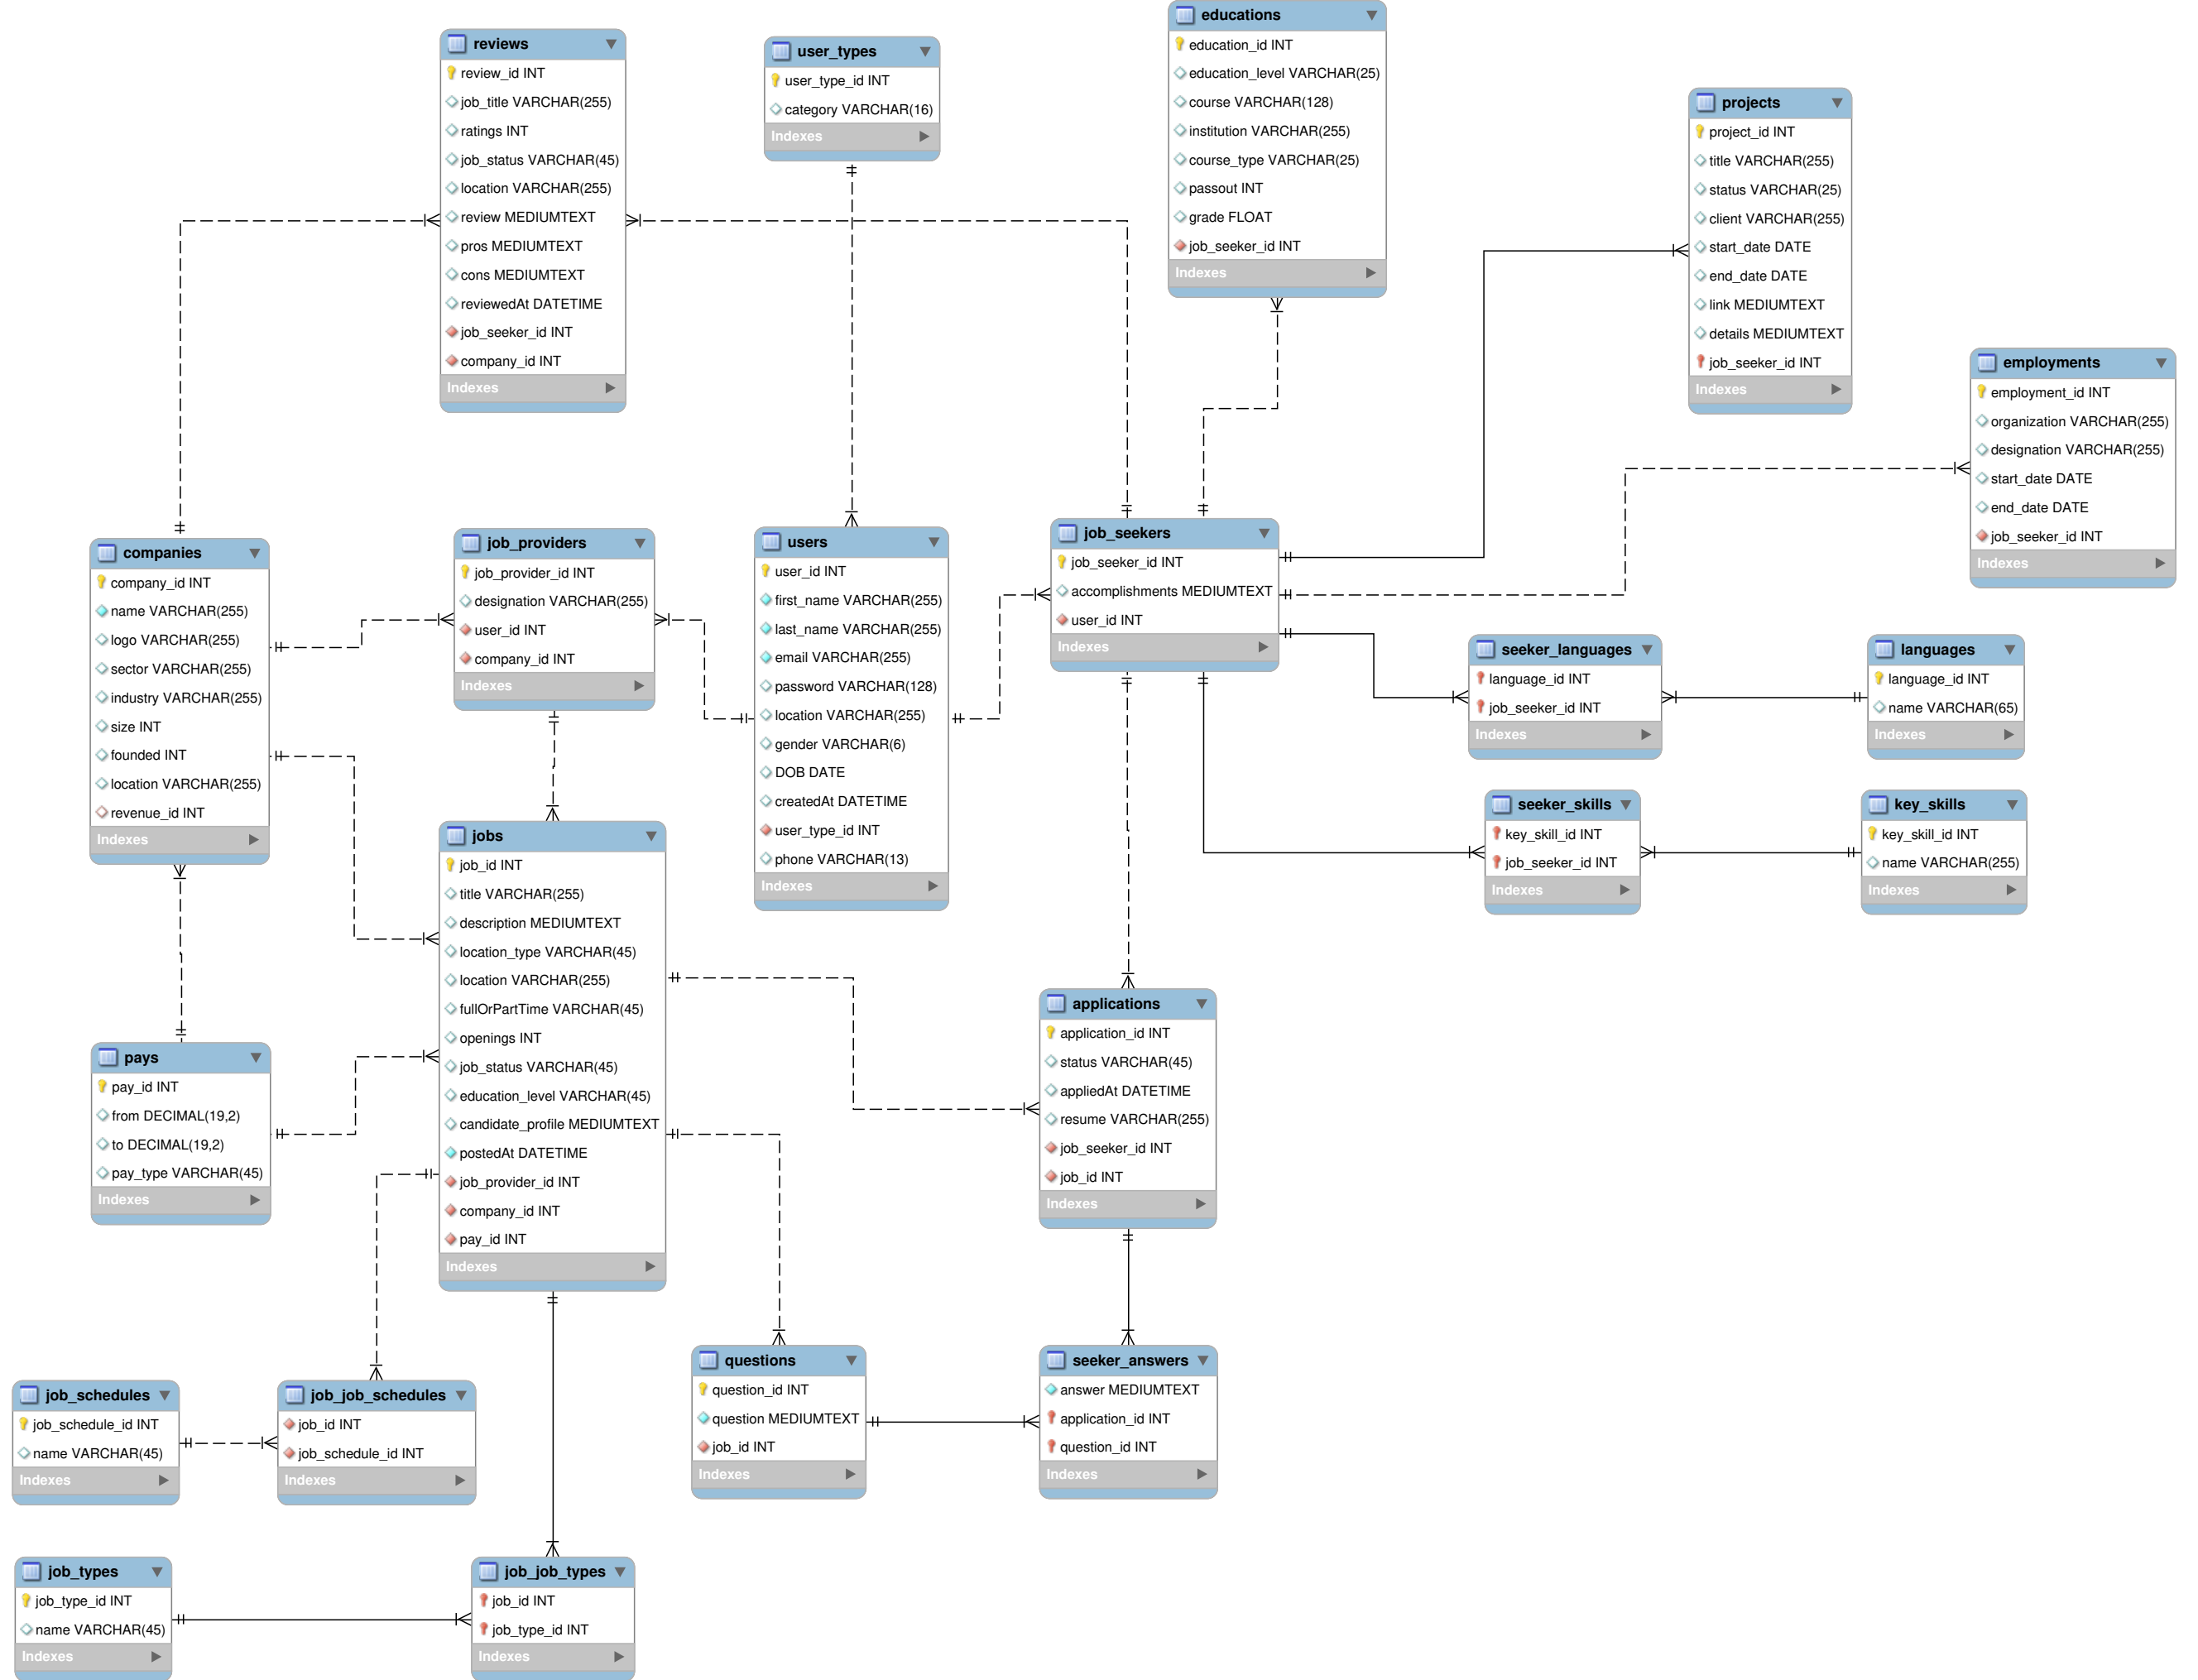 reviews
review_id INT
job_title VARCHAR(255)
ratings INT
job_status VARCHAR(45)
location VARCHAR(255)
review MEDIUMTEXT
pros MEDIUMTEXT
cons MEDIUMTEXT
reviewedAt DATETIME
job_seeker_id INT
company_id INT
Indexes
user_types
user_type_id INT
category VARCHAR(16)
Indexes
educations
education_id INT
education_level VARCHAR(25)
course VARCHAR(128)
institution VARCHAR(255)
course_type VARCHAR(25)
passout INT
grade FLOAT
job_seeker_id INT
Indexes
projects
project_id INT
title VARCHAR(255)
status VARCHAR(25)
client VARCHAR(255)
start_date DATE
end_date DATE
link MEDIUMTEXT
details MEDIUMTEXT
job_seeker_id INT
Indexes
employments
employment_id INT
organization VARCHAR(255)
designation VARCHAR(255)
start_date DATE
end_date DATE
job_seeker_id INT
Indexes
companies
company_id INT
name VARCHAR(255)
logo VARCHAR(255)
sector VARCHAR(255)
industry VARCHAR(255)
size INT
founded INT
location VARCHAR(255)
revenue_id INT
Indexes
job_providers
job_provider_id INT
designation VARCHAR(255)
user_id INT
company_id INT
Indexes
users
user_id INT
first_name VARCHAR(255)
last_name VARCHAR(255)
email VARCHAR(255)
password VARCHAR(128)
location VARCHAR(255)
gender VARCHAR(6)
DOB DATE
createdAt DATETIME
user_type_id INT
phone VARCHAR(13)
Indexes
job_seekers
job_seeker_id INT
accomplishments MEDIUMTEXT
user_id INT
Indexes
seeker_languages
language_id INT
job_seeker_id INT
Indexes
languages
language_id INT
name VARCHAR(65)
Indexes
seeker_skills
key_skill_id INT
job_seeker_id INT
Indexes
key_skills
key_skill_id INT
name VARCHAR(255)
Indexes
jobs
job_id INT
title VARCHAR(255)
description MEDIUMTEXT
location_type VARCHAR(45)
location VARCHAR(255)
fullOrPartTime VARCHAR(45)
openings INT
job_status VARCHAR(45)
education_level VARCHAR(45)
candidate_profile MEDIUMTEXT
postedAt DATETIME
job_provider_id INT
company_id INT
pay_id INT
Indexes
pays
pay_id INT
from DECIMAL(19,2)
to DECIMAL(19,2)
pay_type VARCHAR(45)
Indexes
applications
application_id INT
status VARCHAR(45)
appliedAt DATETIME
resume VARCHAR(255)
job_seeker_id INT
job_id INT
Indexes
job_schedules
job_schedule_id INT
name VARCHAR(45)
Indexes
job_job_schedules
job_id INT
job_schedule_id INT
Indexes
questions
question_id INT
question MEDIUMTEXT
job_id INT
Indexes
seeker_answers
answer MEDIUMTEXT
application_id INT
question_id INT
Indexes
job_types
job_type_id INT
name VARCHAR(45)
Indexes
job_job_types
job_id INT
job_type_id INT
Indexes